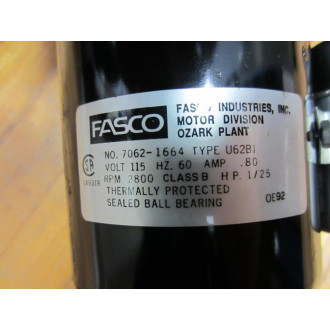 FASCO
FASCO INDUSTRIES, INC.
MOTOR DIVISION
OZARK PLANT
NO. 7062-1664 TYPE U62B1
VOLT 115 HZ. 60 AMP .80
RPM 2800 CLASS B H.P. 1/25
THERMALLY PROTECTED
SEALED BALL BEARING
OE92